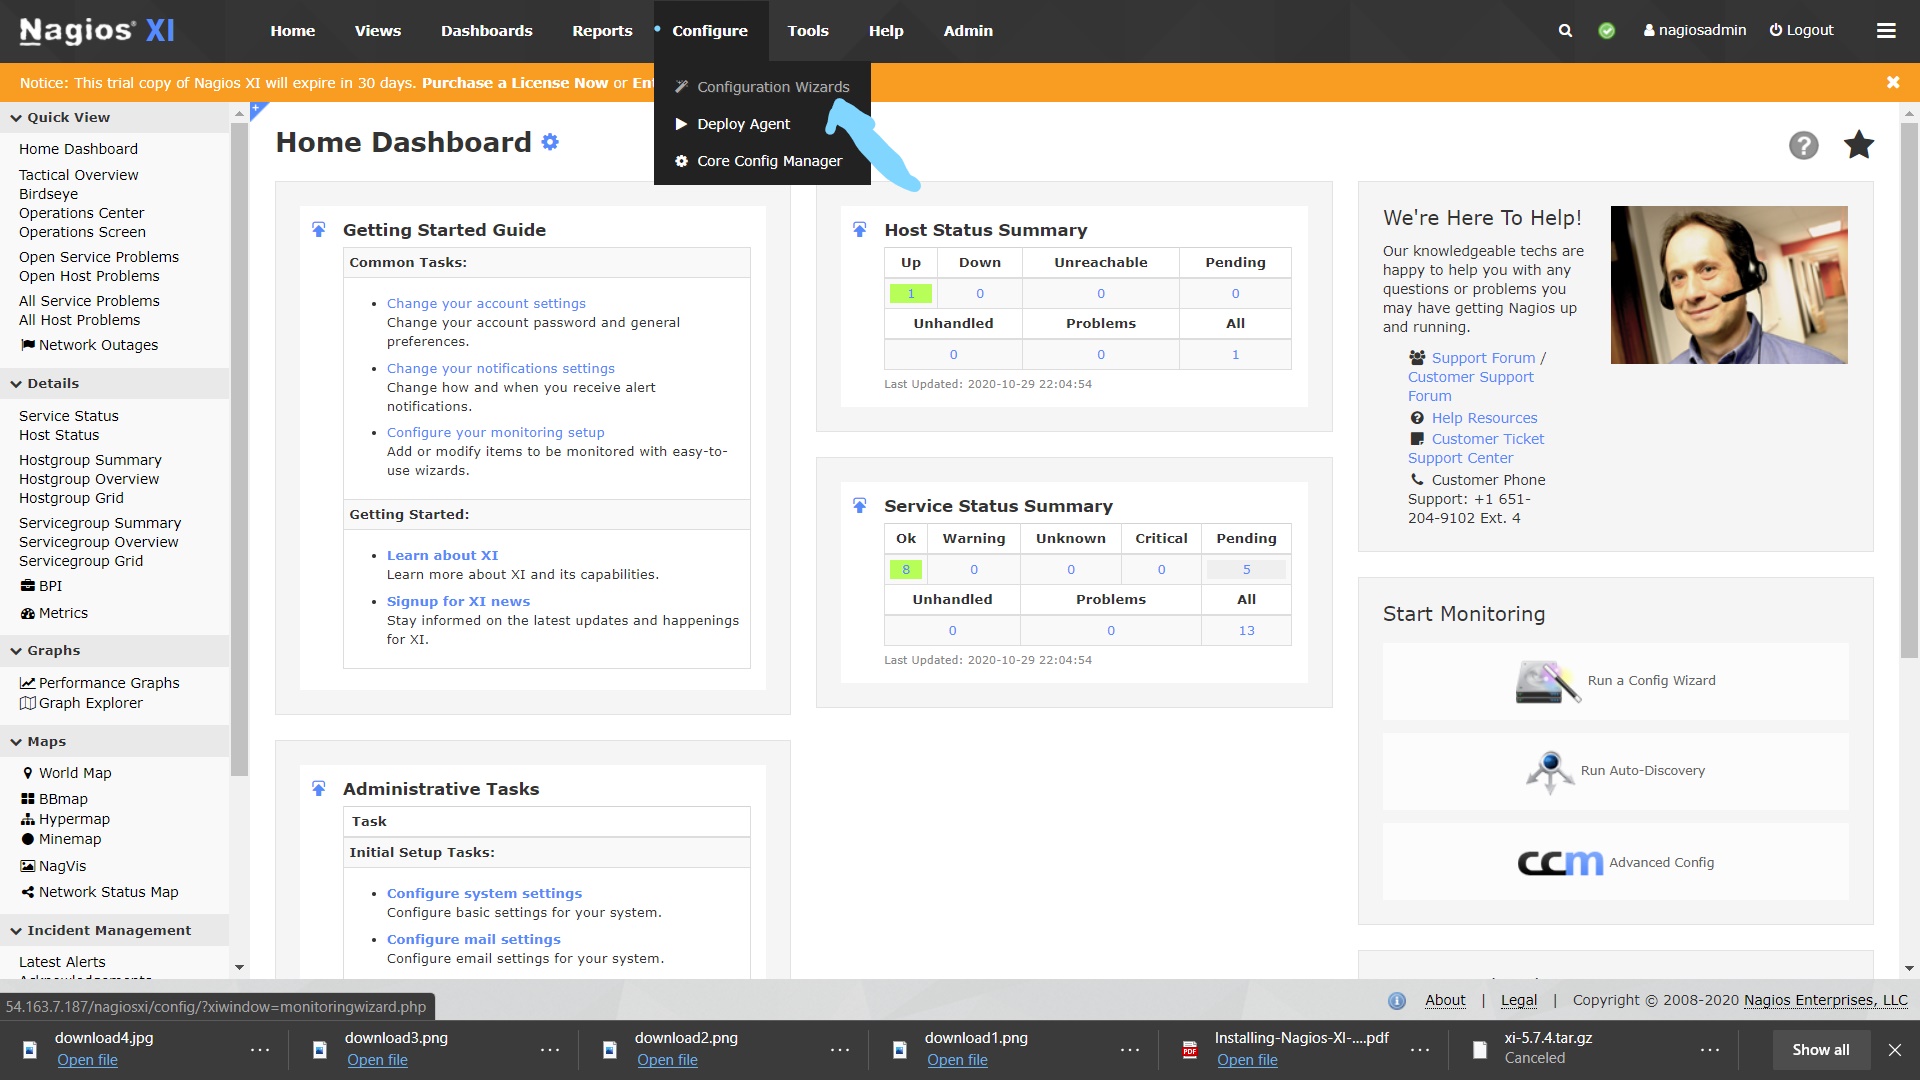 Nagios® XI
Home
Views
Dashboards
Reports
Configure
Tools
Help
Admin
nagiosadmin
Logout
Notice: This trial copy of Nagios XI will expire in 30 days. Purchase a License Now or
Configuration Wizards
Deploy Agent
Core Config Manager
Quick View
Home Dashboard
Tactical Overview
Birdseye
Operations Center
Operations Screen
Open Service Problems
Open Host Problems
All Service Problems
All Host Problems
Network Outages
Details
Service Status
Host Status
Hostgroup Summary
Hostgroup Overview
Hostgroup Grid
Servicegroup Summary
Servicegroup Overview
Servicegroup Grid
BPI
Metrics
Graphs
Performance Graphs
Graph Explorer
Maps
World Map
BBmap
Hypermap
Minemap
NagVis
Network Status Map
Incident Management
Latest Alerts
Home Dashboard
Getting Started Guide
Common Tasks:
• Change your account settings
Change your account password and general
preferences.
• Change your notifications settings
Change how and when you receive alert
notifications.
• Configure your monitoring setup
Add or modify items to be monitored with easy-to-
use wizards.
Getting Started:
• Learn about XI
Learn more about XI and its capabilities.
• Signup for XI news
Stay informed on the latest updates and happenings
for XI.
Administrative Tasks
Task
Initial Setup Tasks:
• Configure system settings
Configure basic settings for your system.
• Configure mail settings
Configure email settings for your system.
Host Status Summary
Up Down Unreachable Pending
1 0 0 0
Unhandled Problems All
0 0 1
Last Updated: 2020-10-29 22:04:54
Service Status Summary
Ok Warning Unknown Critical Pending
8 0 0 0 5
Unhandled Problems All
0 0 13
Last Updated: 2020-10-29 22:04:54
We're Here To Help!
Our knowledgeable techs are
happy to help you with any
questions or problems you
may have getting Nagios up
and running.
Support Forum /
Customer Support
Forum
Help Resources
Customer Ticket
Support Center
Customer Phone
Support: +1 651-
204-9102 Ext. 4
Start Monitoring
Run a Config Wizard
Run Auto-Discovery
ccm Advanced Config
54.163.7.187/nagiosxi/config/?xiwindow=monitoringwizard.php
About | Legal | Copyright © 2008-2020 Nagios Enterprises, LLC
download4.jpg
Open file
download3.png
Open file
download2.png
Open file
download1.png
Open file
PDF
Installing-Nagios-XI-....pdf
Open file
xi-5.7.4.tar.gz
Canceled
Show all